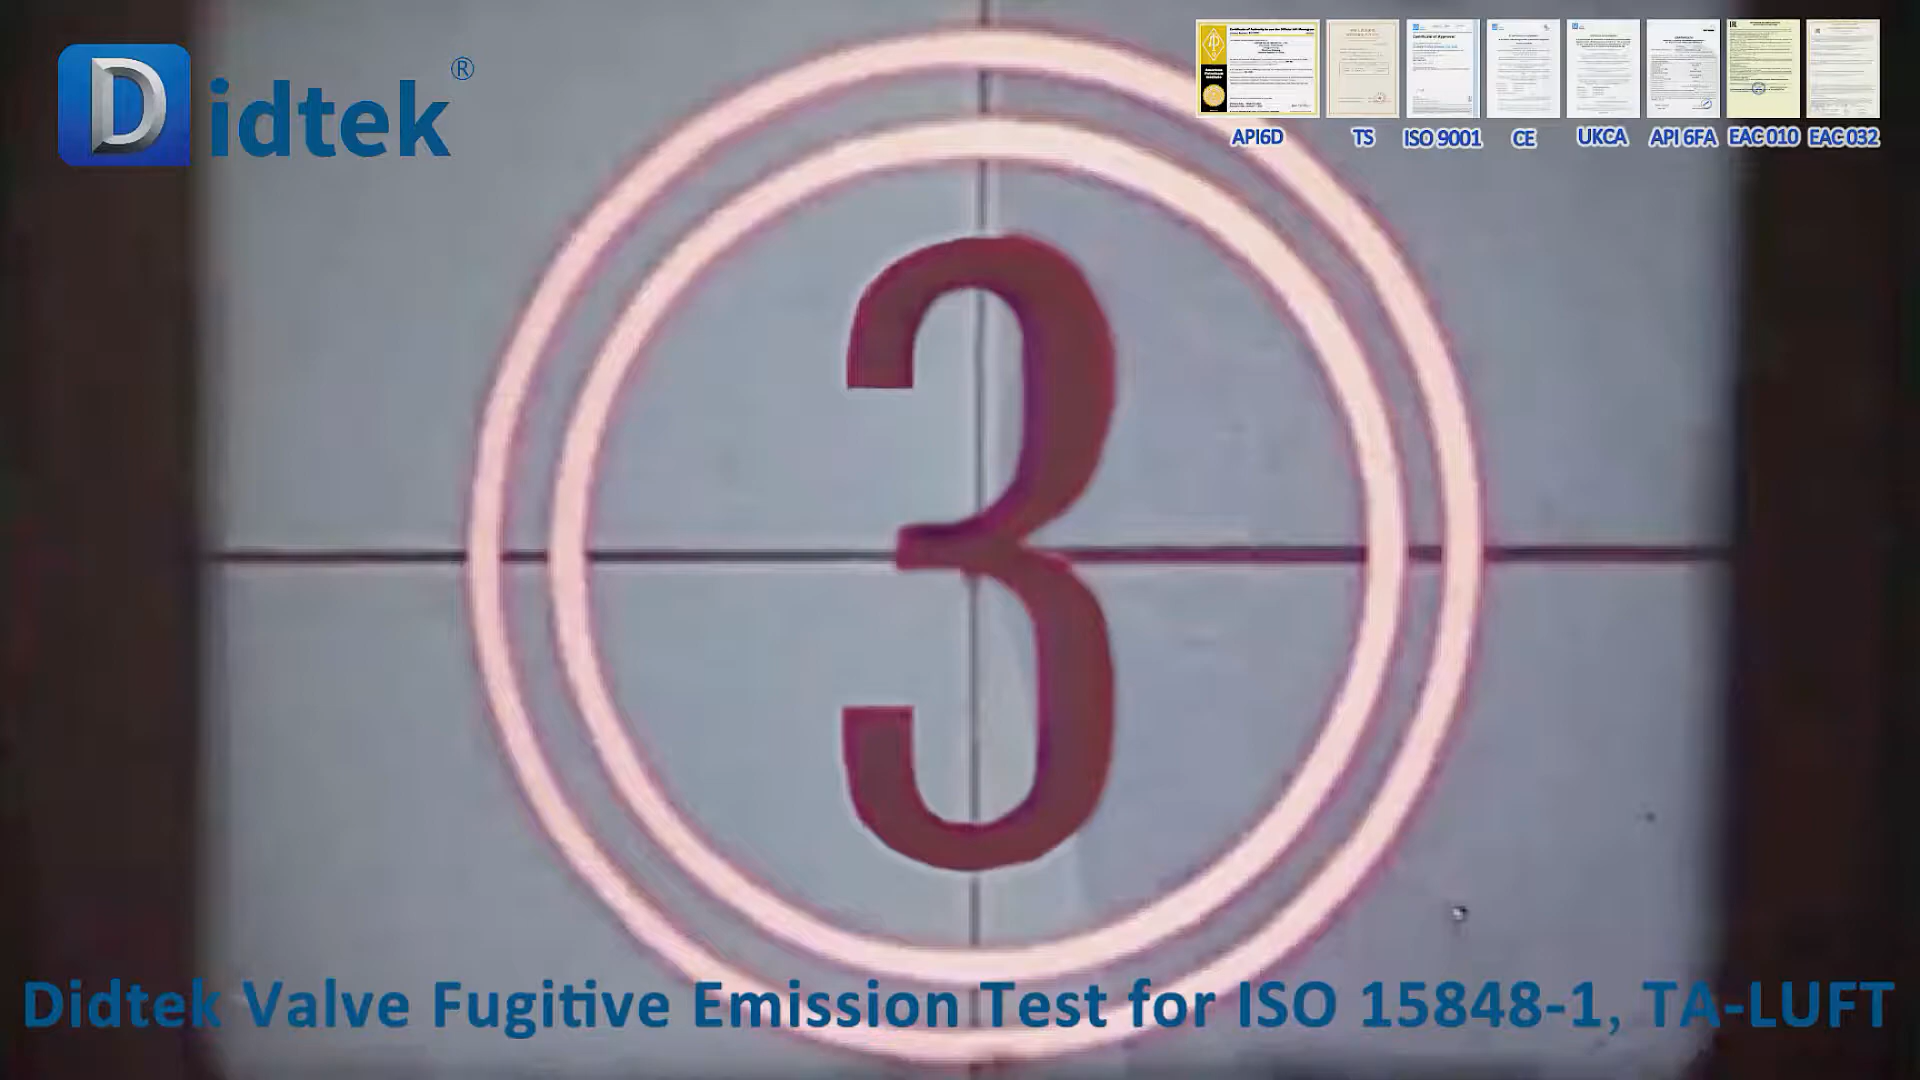 Didtek®
API6D TS ISO 9001 CE UKCA API 6FA EAC 010 EAC 032
3
Didtek Valve Fugitive Emission Test for ISO 15848-1, TA-LUFT